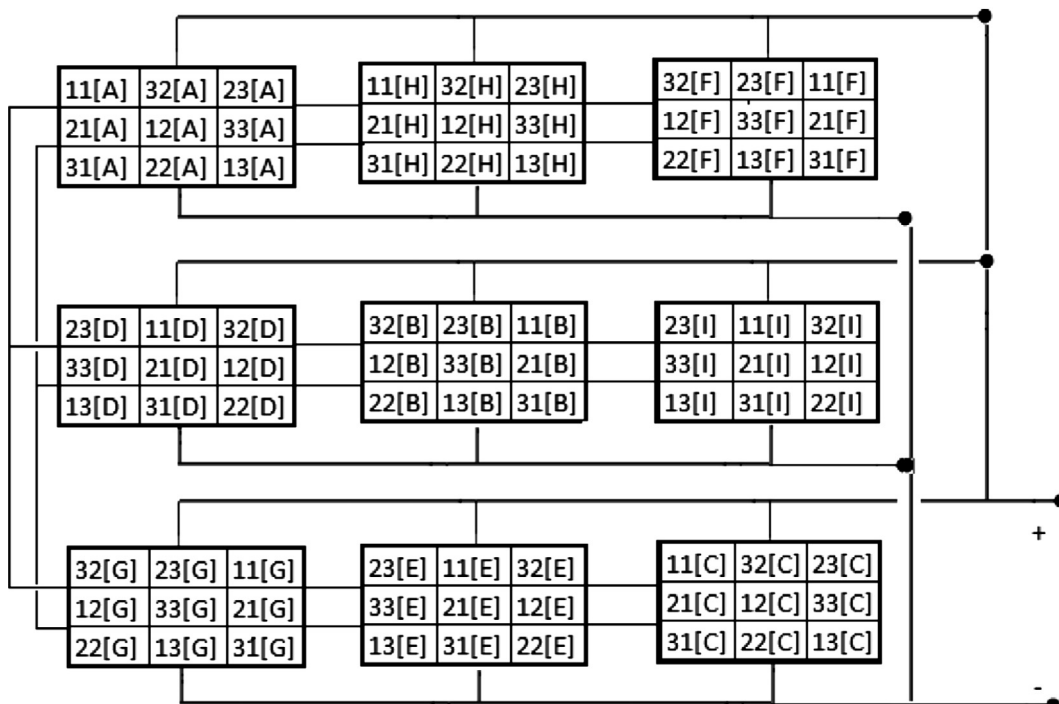 11[A] 32[A] 23[A] 11[H] 32[H] 23[H] 32[F] 23[F] 11[F]
21[A] 12[A] 33[A] 21[H] 12[H] 33[H] 12[F] 33[F] 21[F]
31[A] 22[A] 13[A] 31[H] 22[H] 13[H] 22[F] 13[F] 31[F]
23[D] 11[D] 32[D] 32[B] 23[B] 11[B] 23[I] 11[I] 32[I]
33[D] 21[D] 12[D] 12[B] 33[B] 21[B] 33[I] 21[I] 12[I]
13[D] 31[D] 22[D] 22[B] 13[B] 31[B] 13[I] 31[I] 22[I]
+
32[G] 23[G] 11[G] 23[E] 11[E] 32[E] 11[C] 32[C] 23[C]
12[G] 33[G] 21[G] 33[E] 21[E] 12[E] 21[C] 12[C] 33[C]
22[G] 13[G] 31[G] 13[E] 31[E] 22[E] 31[C] 22[C] 13[C]
-